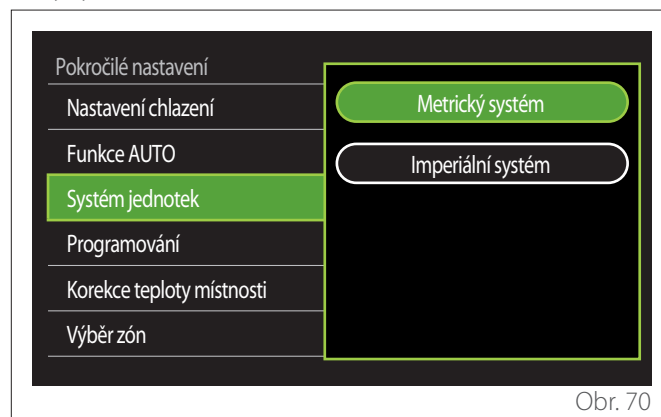 Pokročilé nastavení
Nastavení chlazení
Funkce AUTO
Systém jednotek
Programování
Korekce teploty místnosti
Výběr zón
Metrický systém
Imperiální systém
Obr. 70